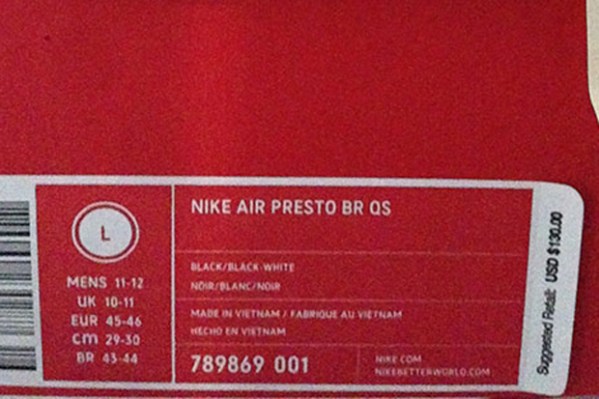 L
MENS 11-12
UK 10-11
EUR 45-46
cm 29-30
BR 43-44
NIKE AIR PRESTO BR QS
BLACK/BLACK-WHITE
NOIR/BLANC/NOIR
MADE IN VIETNAM / FABRIQUE AU VIETNAM
HECHO EN VIETNAM
789869 001
NIKE.COM
NIKEBETTERWORLD.COM
Suggested Retail: USD $130.00